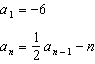 a₁ = −6
aₙ = 1/2 aₙ₋₁ − n